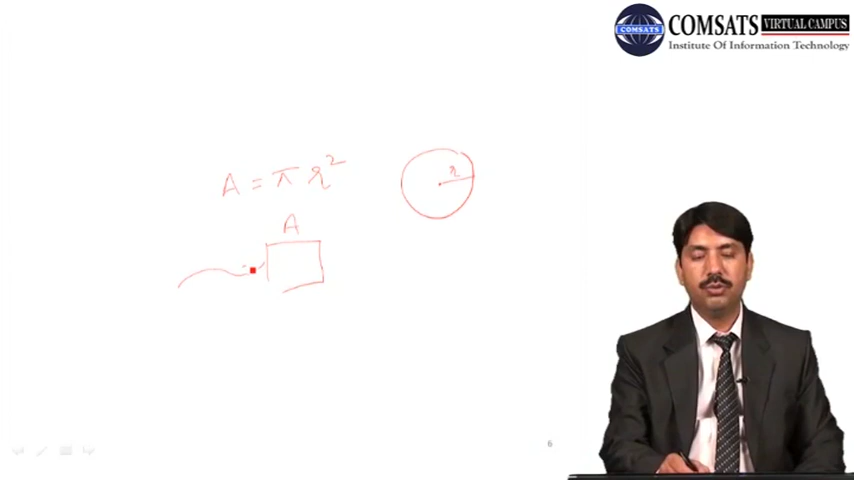 COMSATS
COMSATS VIRTUAL CAMPUS
Institute Of Information Technology
A = π r²
r
A
6